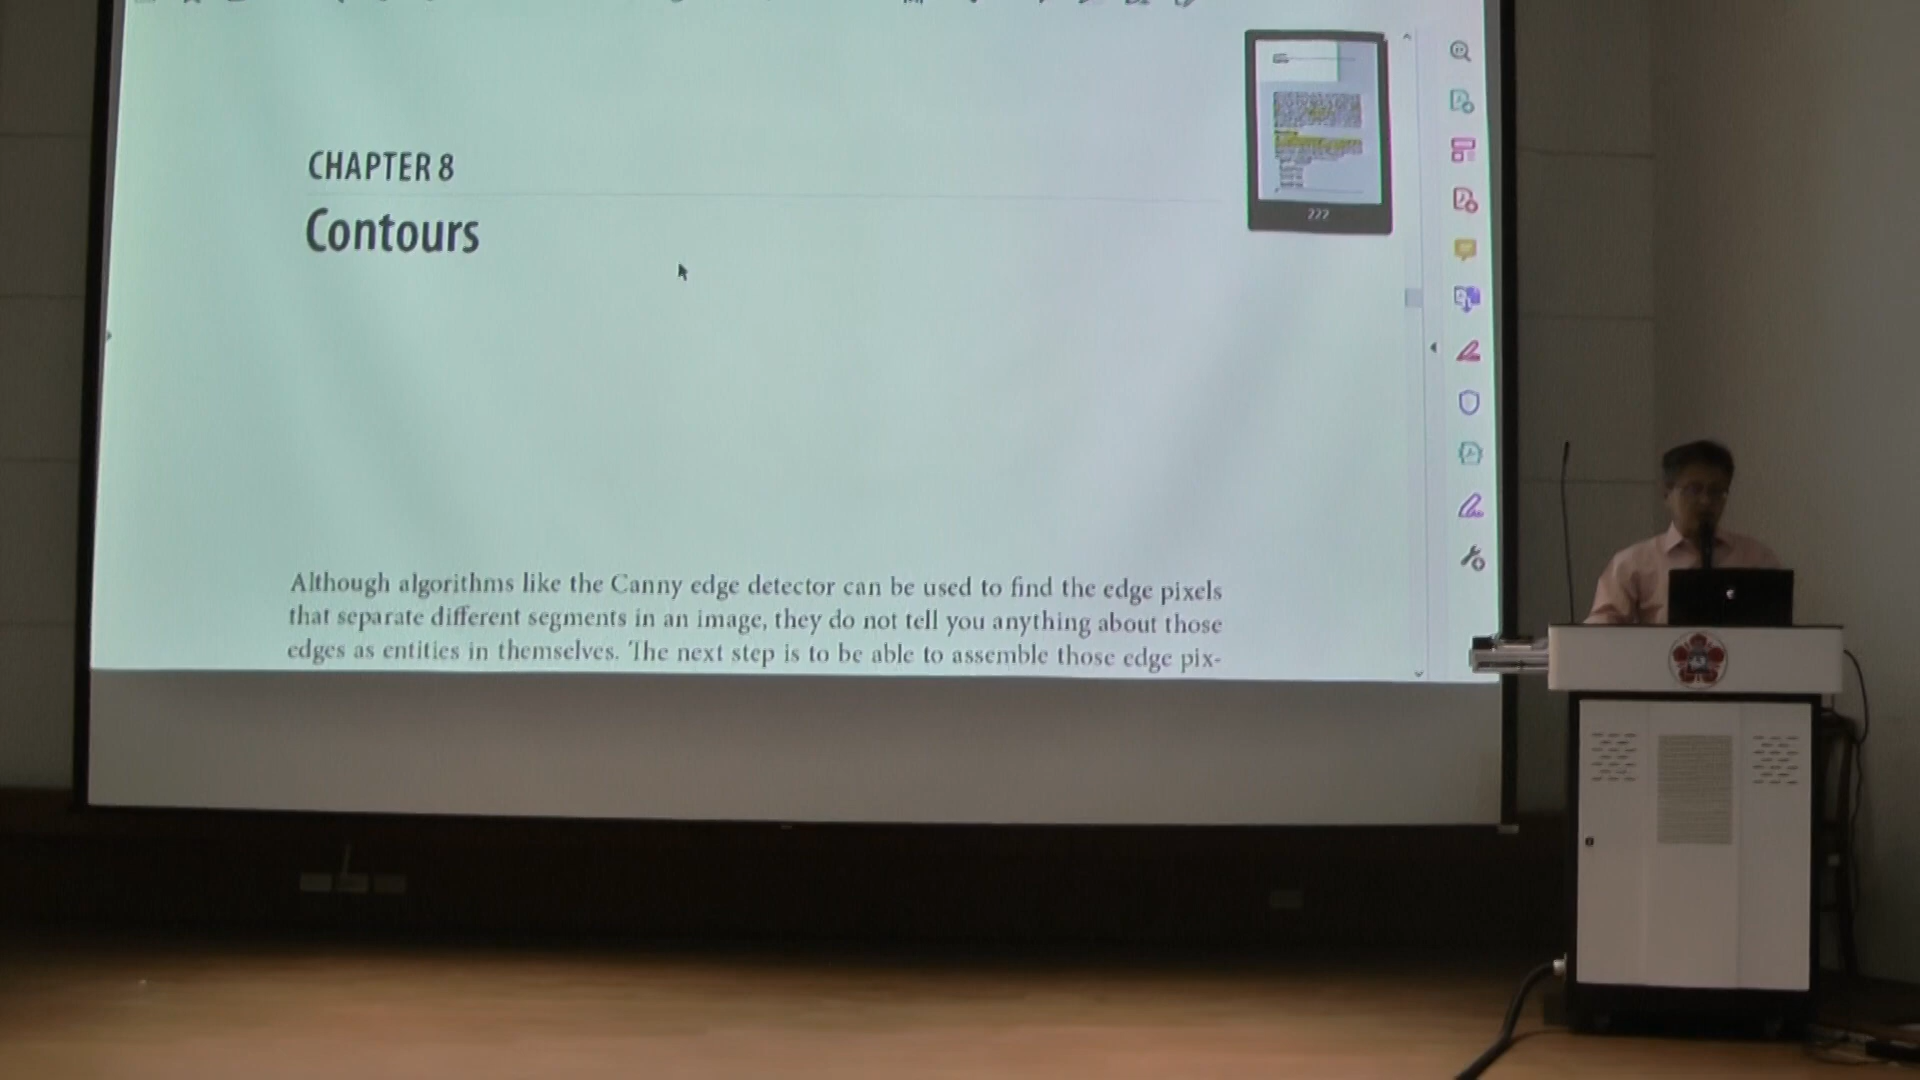 CHAPTER 8
Contours
222
Although algorithms like the Canny edge detector can be used to find the edge pixels
that separate different segments in an image, they do not tell you anything about those
edges as entities in themselves. The next step is to be able to assemble those edge pix-